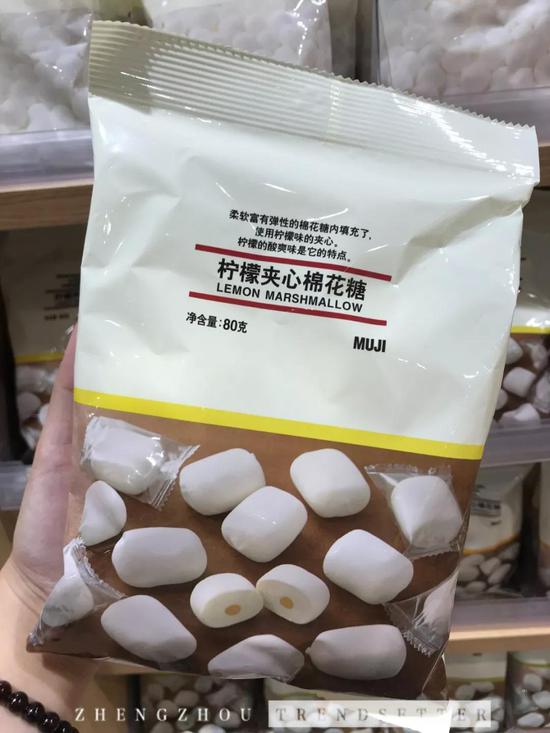 柔软富有弹性的棉花糖内填充了,
使用柠檬味的夹心。
柠檬的酸爽味是它的特点。
柠檬夹心棉花糖
LEMON MARSHMALLOW
净含量:80克
MUJI
ZHENGZHOU TRENDSETTER